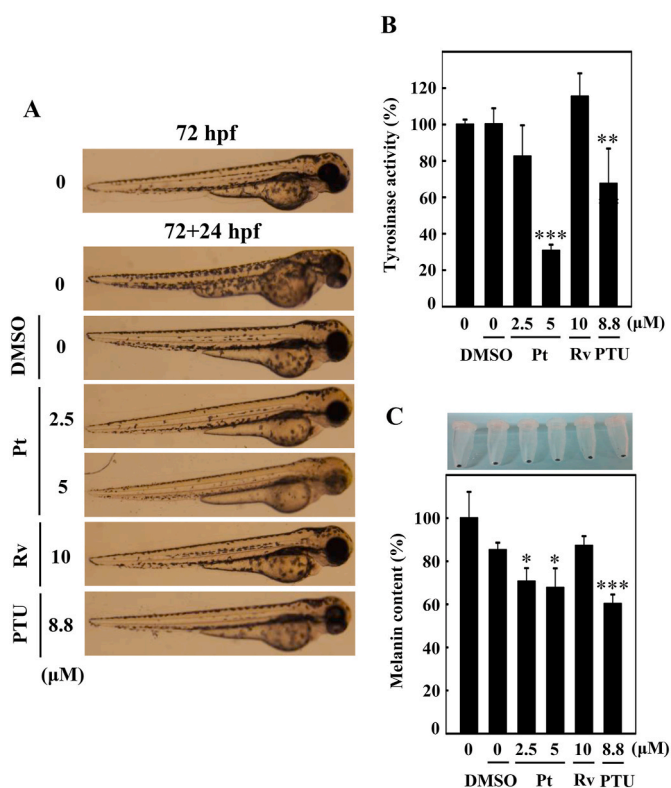 A
72 hpf
0
72+24 hpf
0
DMSO
0
Pt
2.5
5
Rv
10
PTU
8.8
(μM)
B
Tyrosinase activity (%)
120
100
80
60
40
20
0
***
**
0 0 2.5 5 10 8.8 (μM)
DMSO Pt Rv PTU
C
Melanin content (%)
100
80
60
40
20
0
* * ***
0 0 2.5 5 10 8.8 (μM)
DMSO Pt Rv PTU